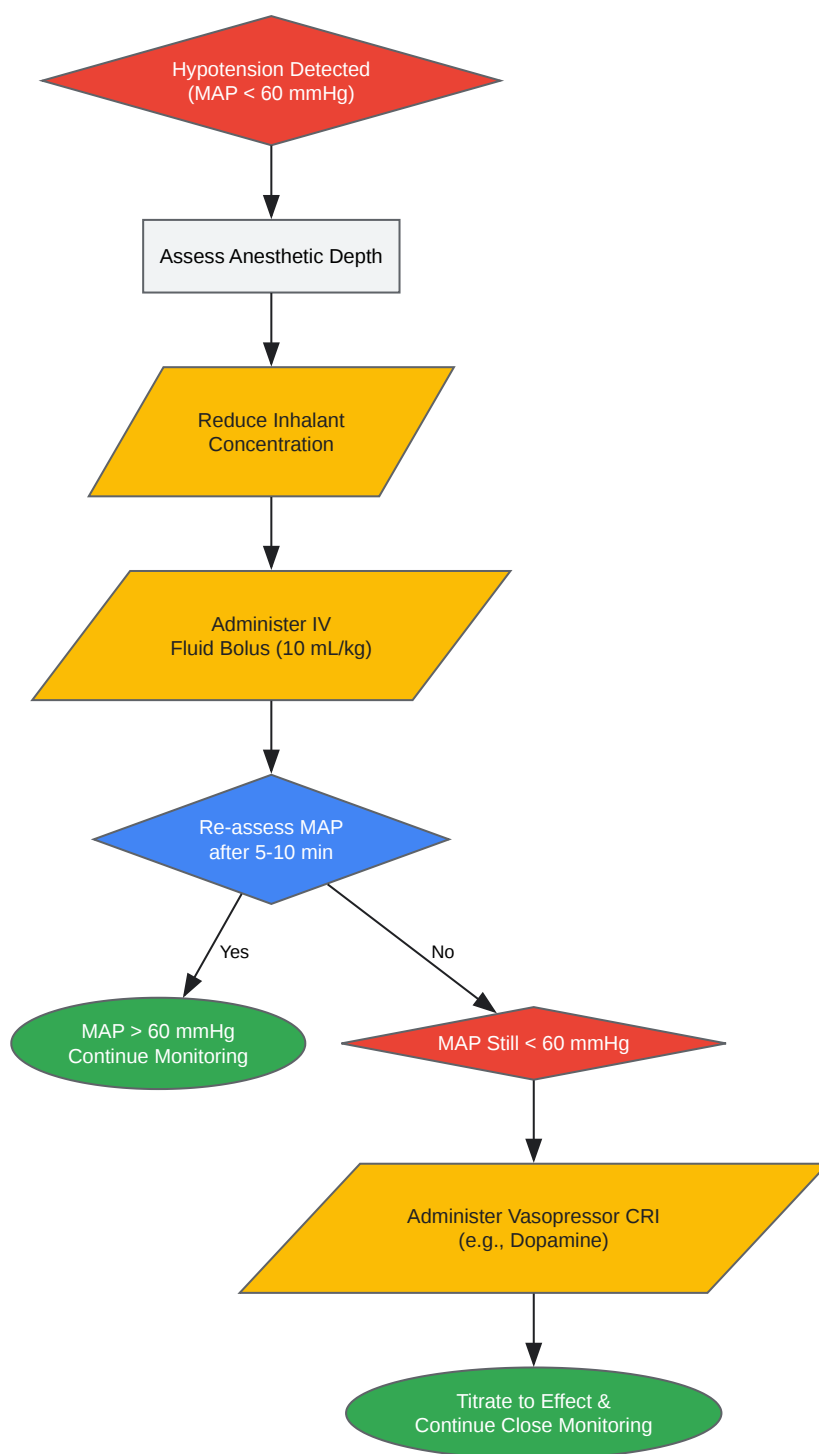 Hypotension Detected
(MAP < 60 mmHg)
Assess Anesthetic Depth
Reduce Inhalant
Concentration
Administer IV
Fluid Bolus (10 mL/kg)
Re-assess MAP
after 5-10 min
Yes
No
MAP > 60 mmHg
Continue Monitoring
MAP Still < 60 mmHg
Administer Vasopressor CRI
(e.g., Dopamine)
Titrate to Effect &
Continue Close Monitoring